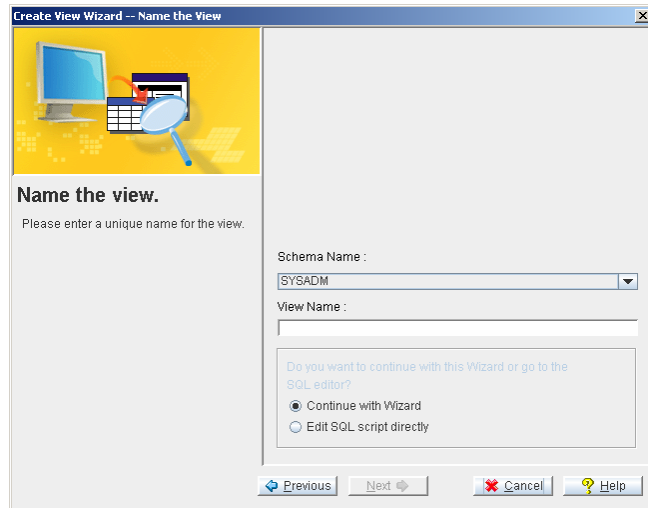 Create View Wizard -- Name the View
Name the view.
Please enter a unique name for the view.
Schema Name :
SYSADM
View Name :
Do you want to continue with this Wizard or go to the
SQL editor?
Continue with Wizard
Edit SQL script directly
Previous
Next
Cancel
Help